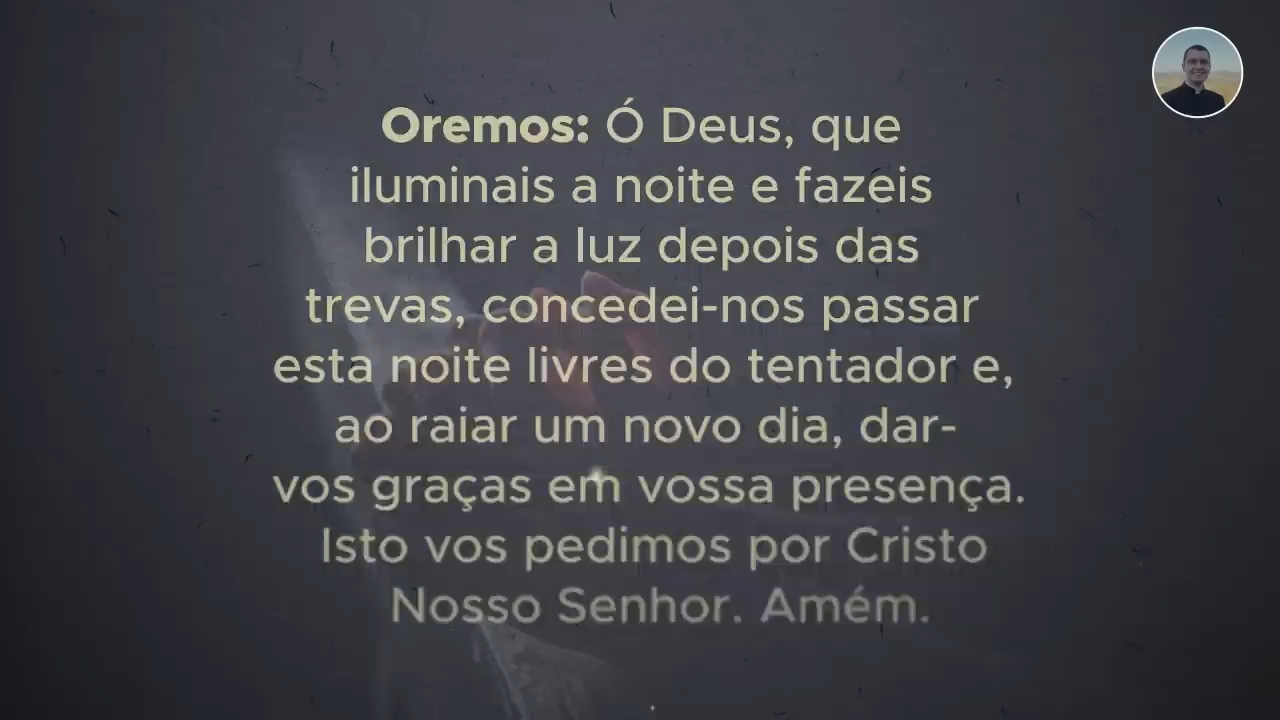 Oremos: Ó Deus, que
iluminais a noite e fazeis
brilhar a luz depois das
trevas, concedei-nos passar
esta noite livres do tentador e,
ao raiar um novo dia, dar-
vos graças em vossa presença.
Isto vos pedimos por Cristo
Nosso Senhor. Amém.